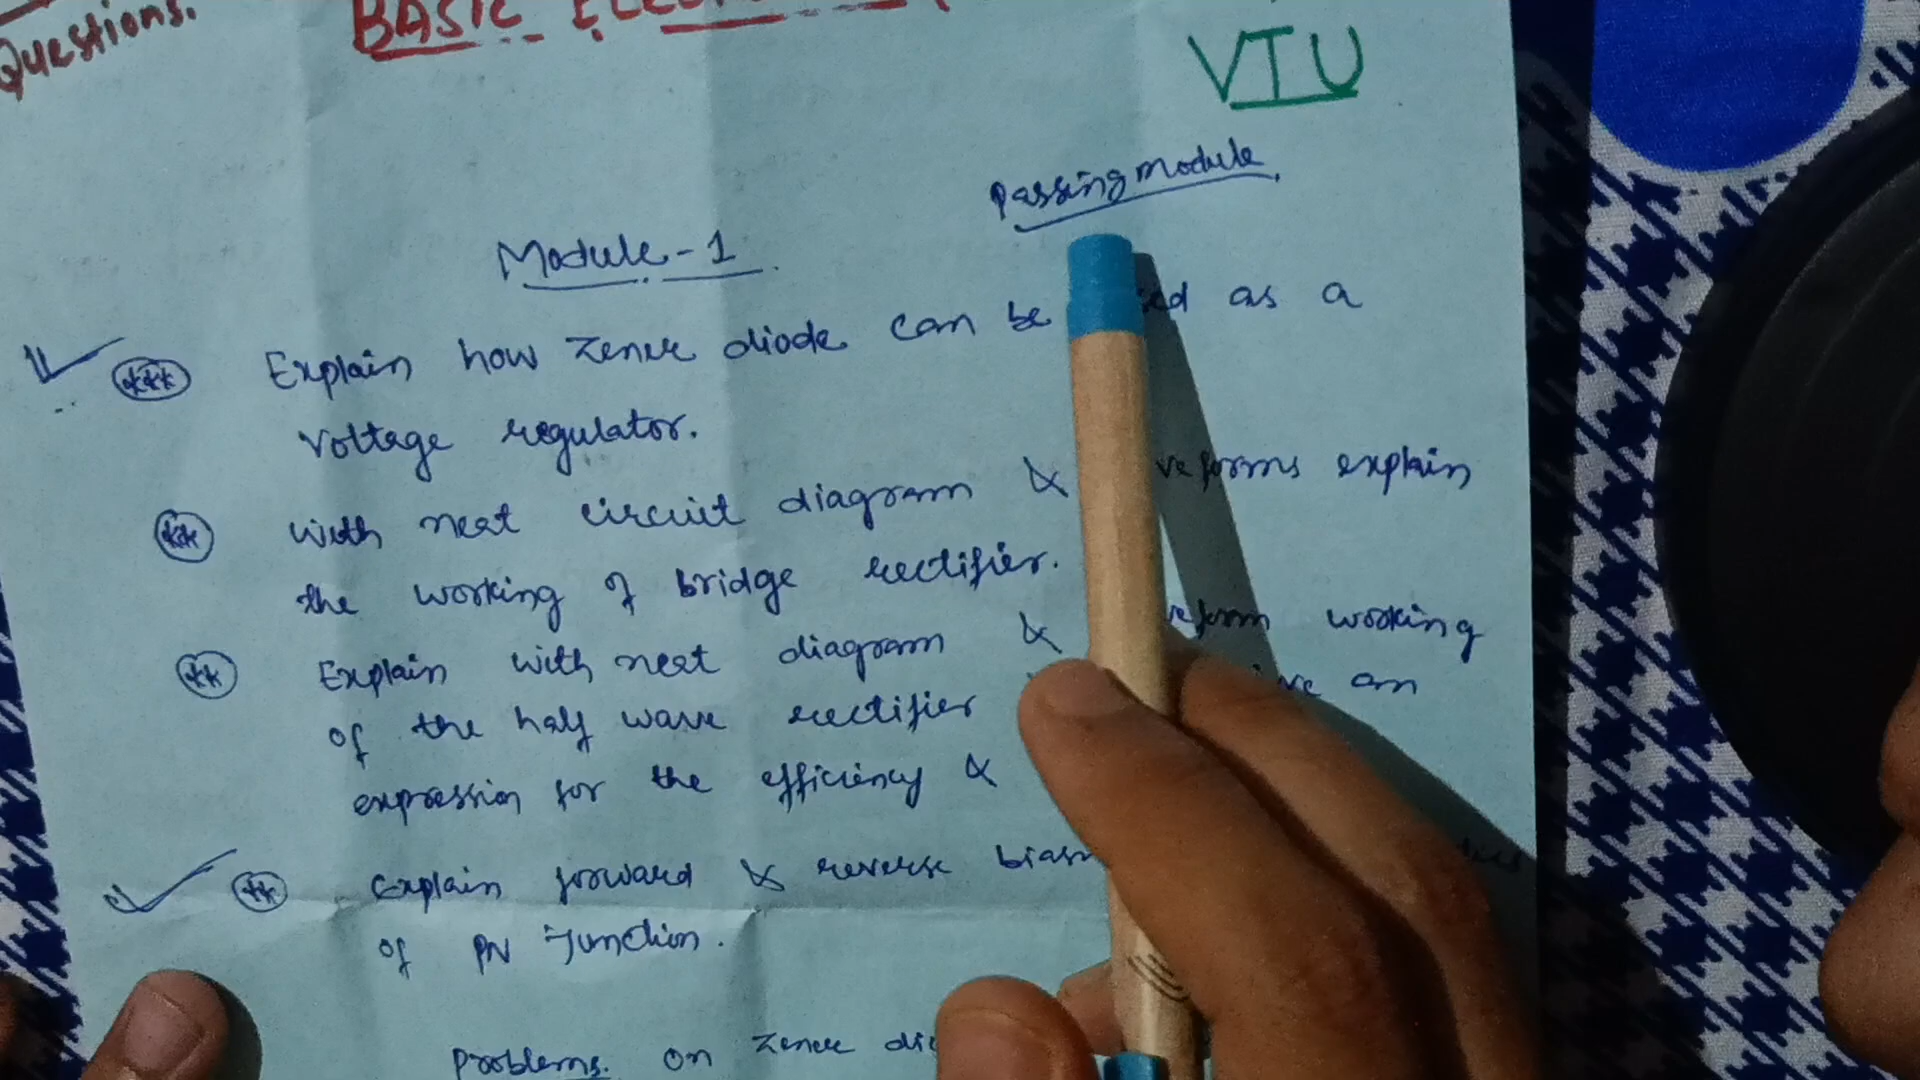 Questions.
BASIC
VTU
Passing module
Module - 1
*** Explain how Zener diode can be as a
voltage regulator.
** with neat circuit diagram & explain
the working of bridge rectifier.
** Explain with neat diagram & working
of the half wave rectifier an
expression for the efficiency &
** Explain forward & reverse
of PN Junction.
Problems. on Zener